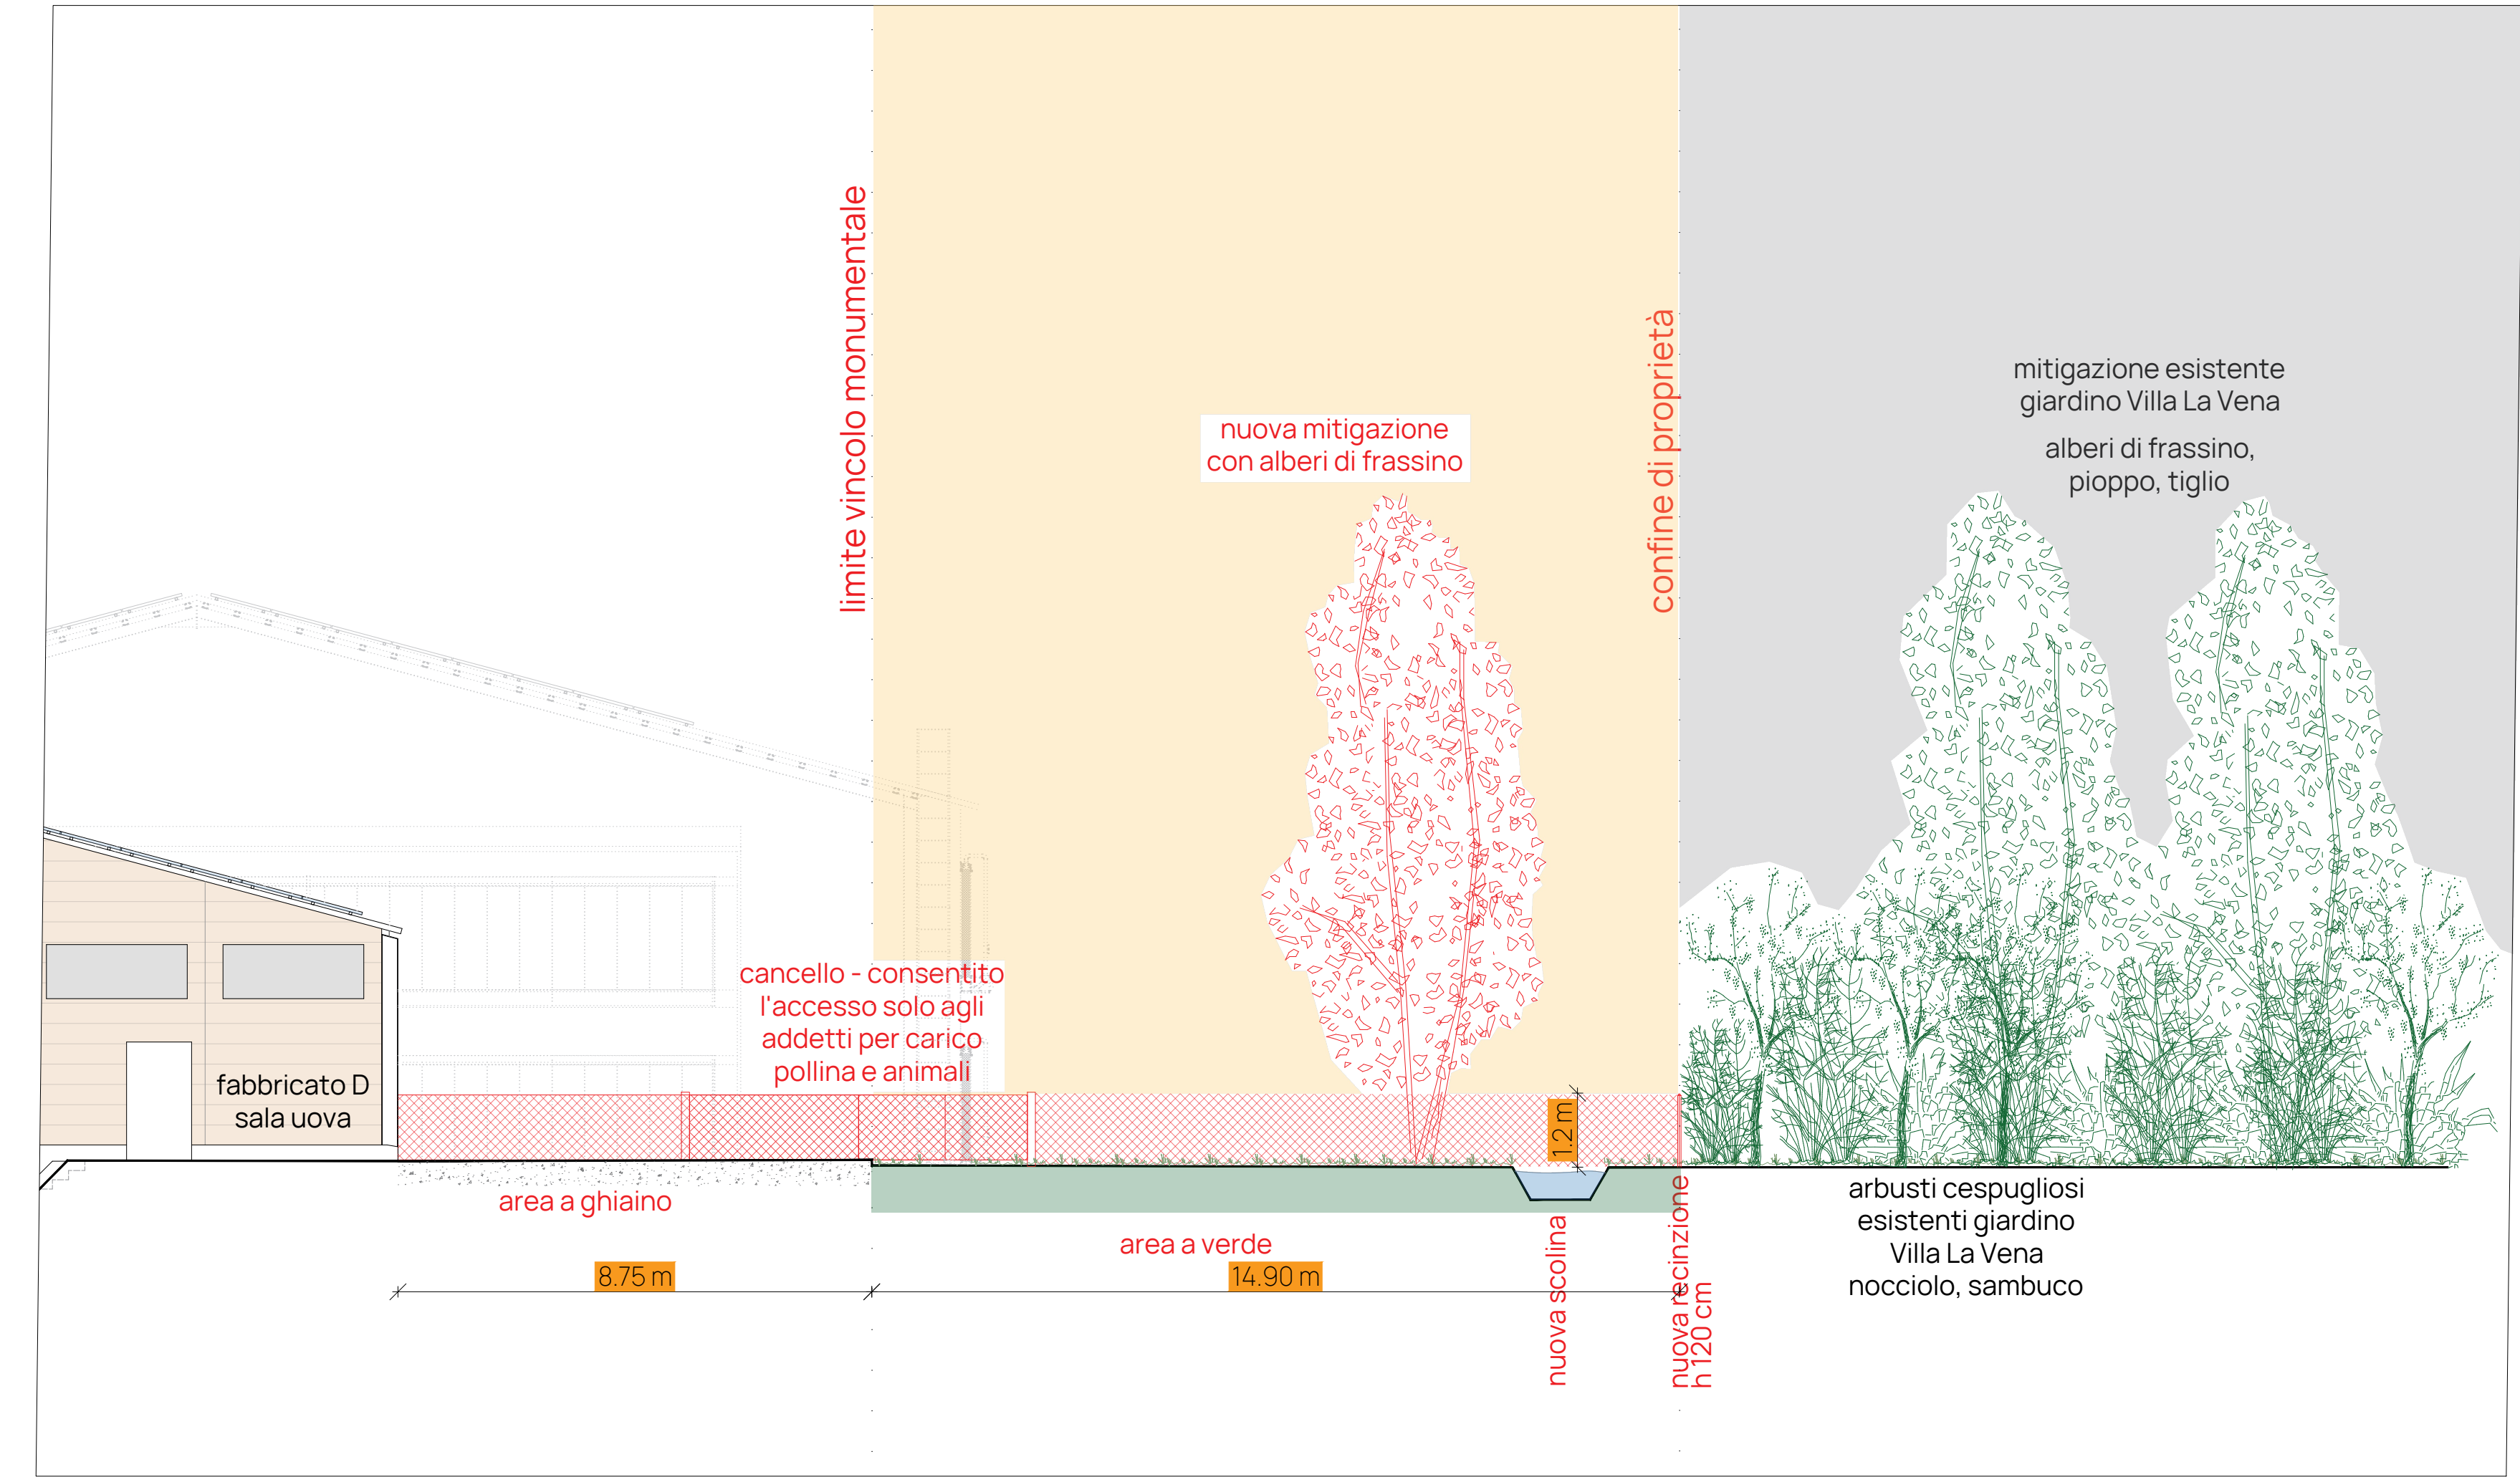 limite vincolo monumentale
confine di proprietà
mitigazione esistente
giardino Villa La Vena
alberi di frassino,
pioppo, tiglio
nuova mitigazione
con alberi di frassino
cancello - consentito
l'accesso solo agli
addetti per carico
pollina e animali
fabbricato D
sala uova
1.2 m
area a ghiaino
area a verde
8.75 m
14.90 m
nuova scolina
nuova recinzione
h 120 cm
arbusti cespugliosi
esistenti giardino
Villa La Vena
nocciolo, sambuco